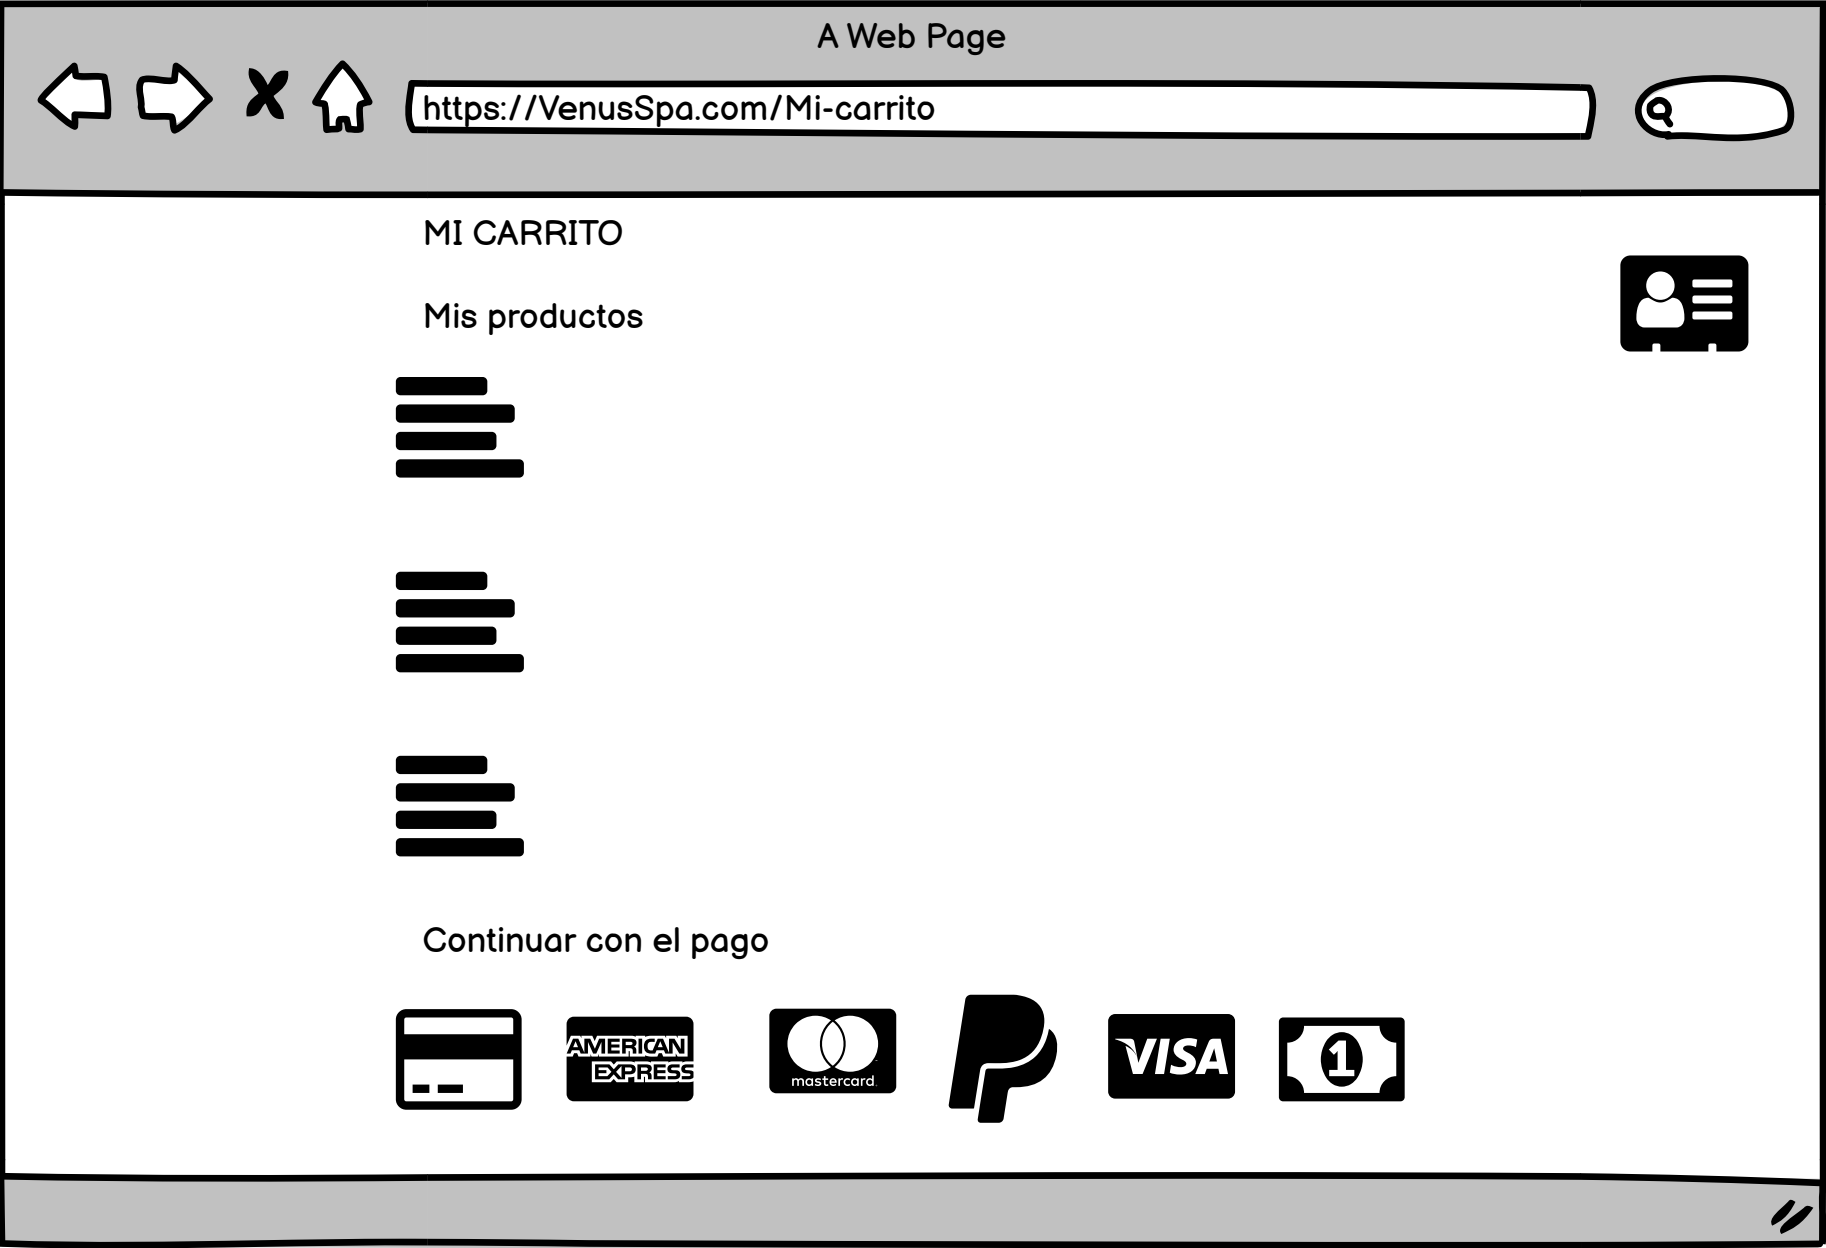 A Web Page
https://VenusSpa.com/Mi-carrito
MI CARRITO
Mis productos
Continuar con el pago
AMERICAN
EXPRESS
mastercard
VISA
1